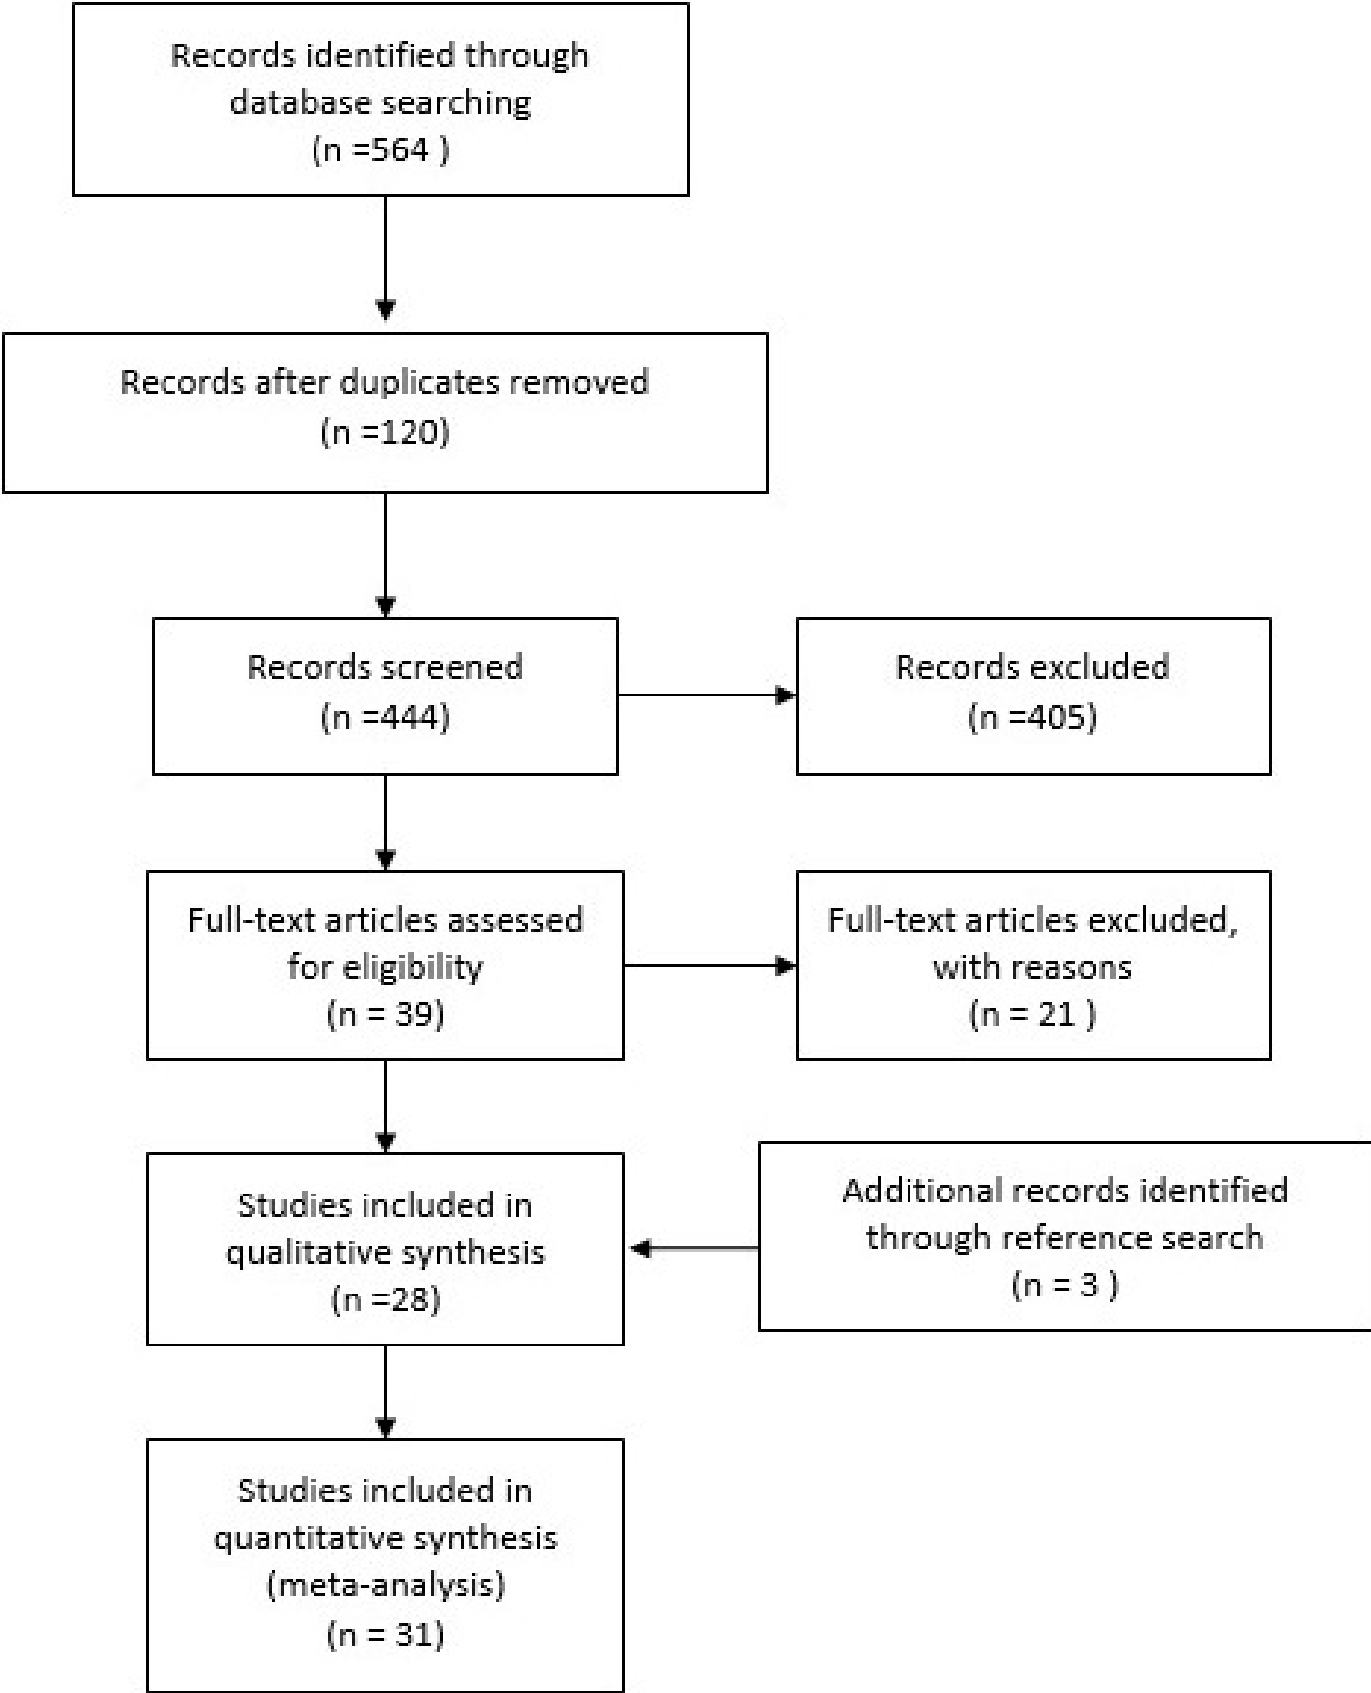 Records identified through
database searching
(n =564 )
Records after duplicates removed
(n =120)
Records screened
(n =444)
Records excluded
(n =405)
Full-text articles assessed
for eligibility
(n = 39)
Full-text articles excluded,
with reasons
(n = 21 )
Studies included in
qualitative synthesis
(n =28)
Additional records identified
through reference search
(n = 3 )
Studies included in
quantitative synthesis
(meta-analysis)
(n = 31)